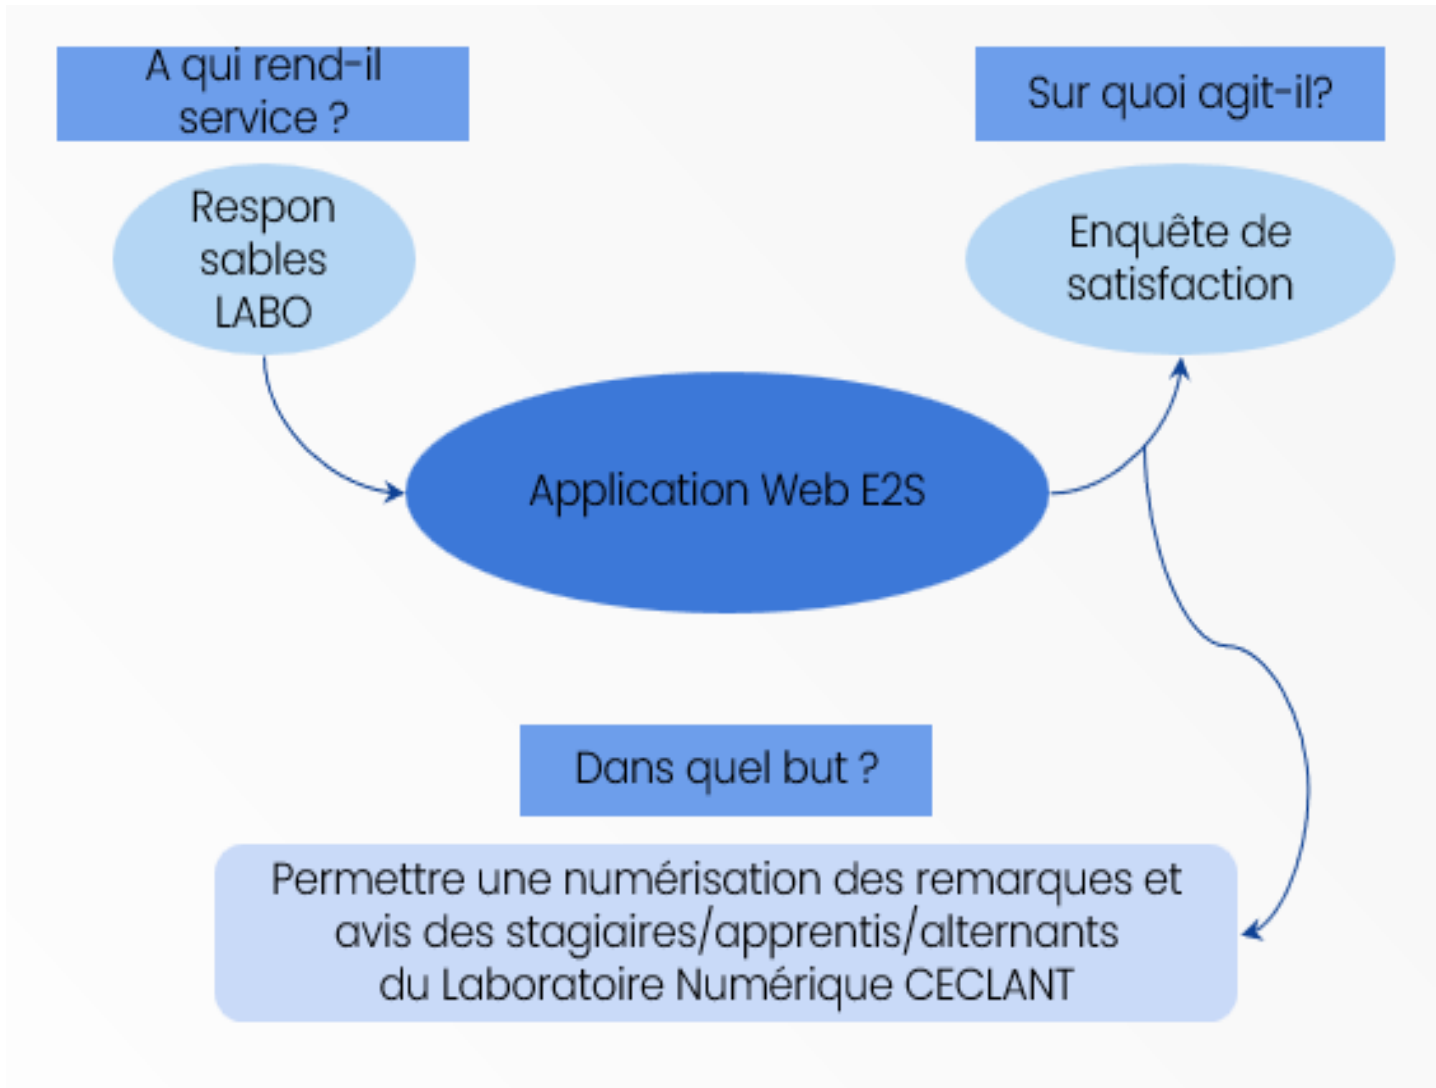 A qui rend-il
service ?
Sur quoi agit-il?
Respon
sables
LABO
Enquête de
satisfaction
Application Web E2S
Dans quel but ?
Permettre une numérisation des remarques et
avis des stagiaires/apprentis/alternants
du Laboratoire Numérique CECLANT